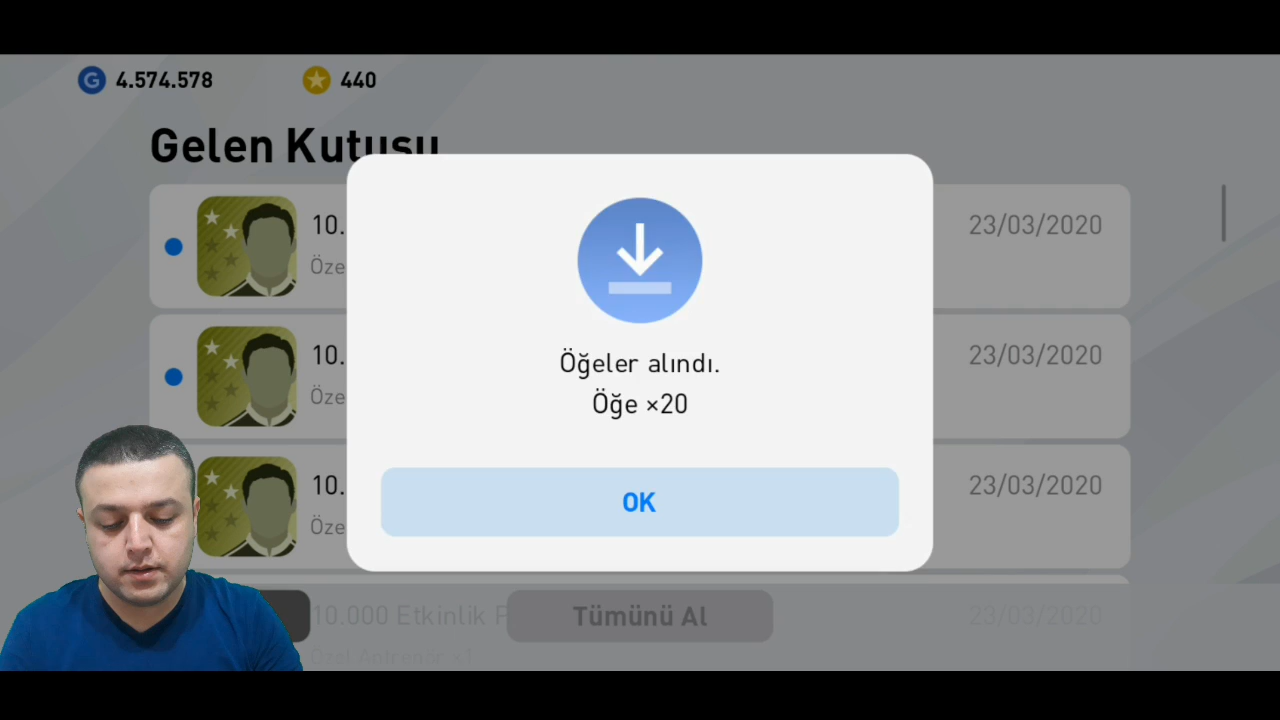 G 4.574.578
440
Gelen Kutusu
10.
Öze
23/03/2020
10.
Öze
23/03/2020
10.
Öze
23/03/2020
Öğeler alındı.
Öğe ×20
OK
10.000 Etkinlik P
23/03/2020
Tümünü Al
Özel Antrenör ×1